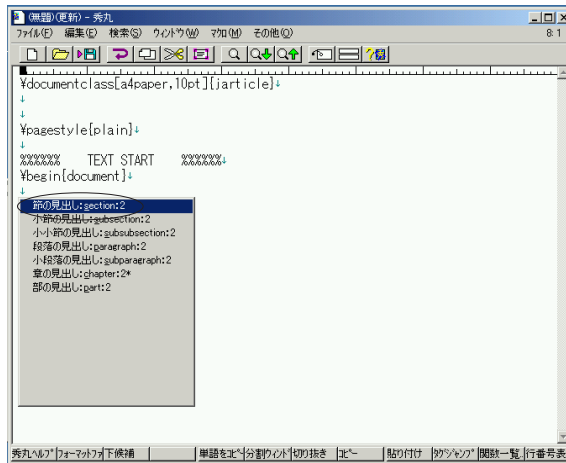 (無題)(更新) - 秀丸
ファイル(F) 編集(E) 検索(S) ウィンドウ(W) マクロ(M) その他(O) 8:1
¥documentclass[a4paper,10pt]{jarticle}↓
↓
↓
¥pagestyle{plain}↓
↓
%%%%%% TEXT START %%%%%%↓
¥begin{document}↓
↓
節の見出し:section:2
小節の見出し:subsection:2
小小節の見出し:subsubsection:2
段落の見出し:paragraph:2
小段落の見出し:subparagraph:2
章の見出し:chapter:2*
部の見出し:part:2
秀丸ヘルプ フォーマットファ 下候補 単語をコピ 分割ウィンド 切り抜き コピー 貼り付け タグジャンプ 関数一覧. 行番号表